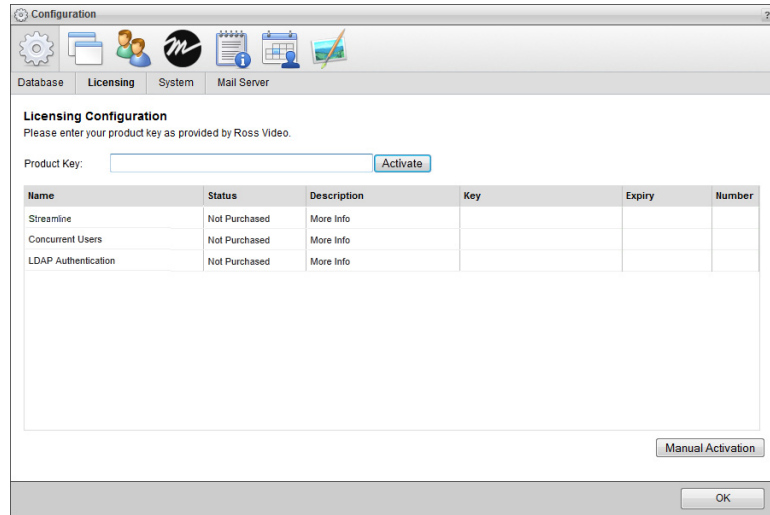 Configuration
?
Database Licensing System Mail Server
Licensing Configuration
Please enter your product key as provided by Ross Video.
Product Key: Activate
Name Status Description Key Expiry Number
Streamline Not Purchased More Info
Concurrent Users Not Purchased More Info
LDAP Authentication Not Purchased More Info
Manual Activation
OK